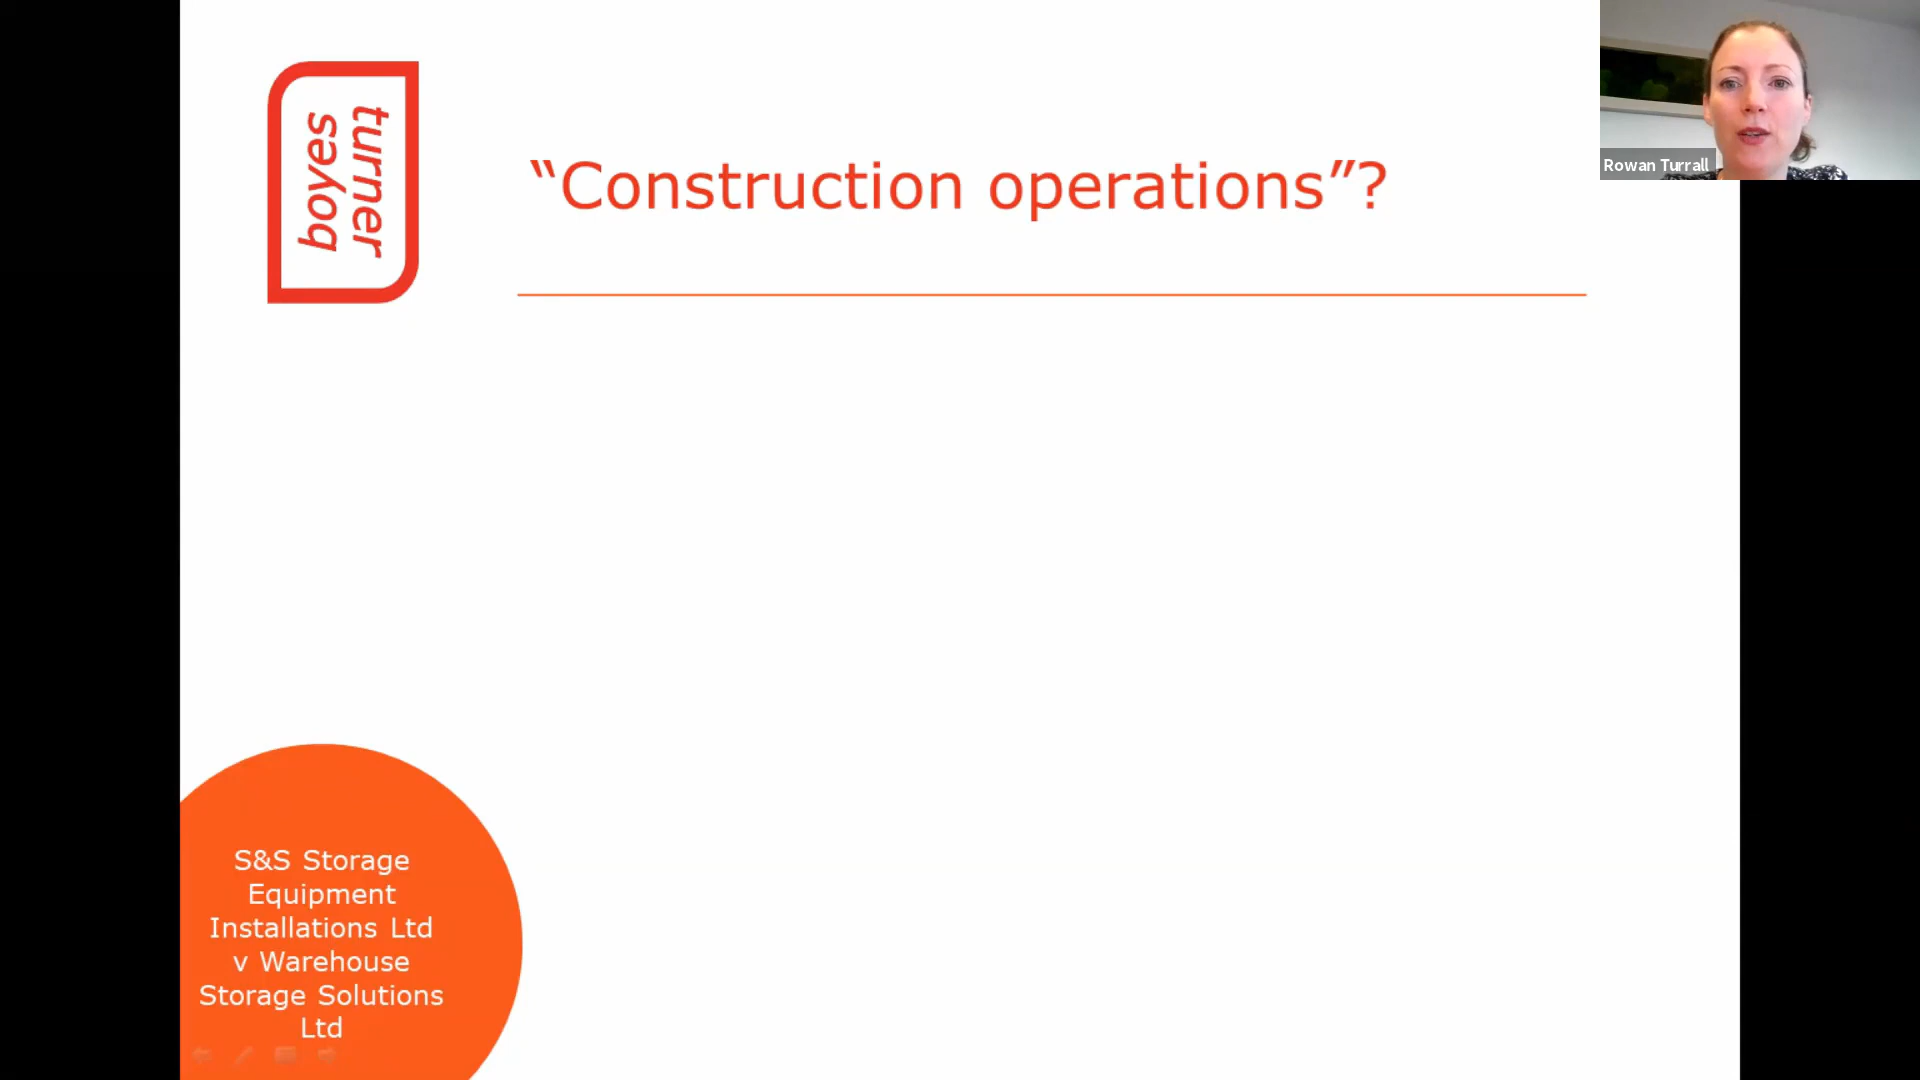 turner
boyes
“Construction operations”?
Rowan Turrall
S&S Storage
Equipment
Installations Ltd
v Warehouse
Storage Solutions
Ltd